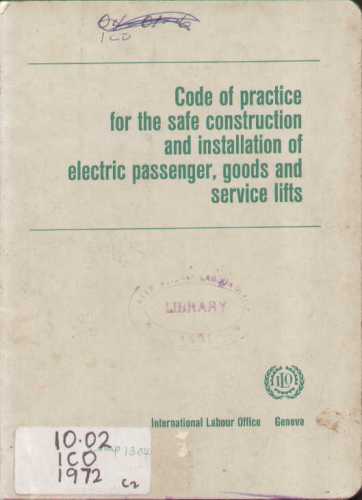 ICO
Code of practice
for the safe construction
and installation of
electric passenger, goods and
service lifts
LIBRARY
ILO
International Labour Office Geneva
10.02
ICO
1972 C2